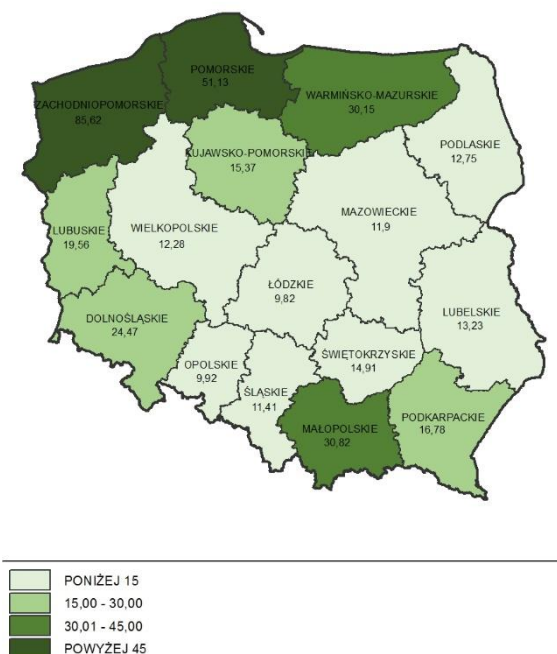 POMORSKIE
51,13
ZACHODNIOPOMORSKIE
85,62
WARMIŃSKO-MAZURSKIE
30,15
PODLASKIE
12,75
KUJAWSKO-POMORSKIE
15,37
MAZOWIECKIE
11,9
WIELKOPOLSKIE
12,28
LUBUSKIE
19,56
ŁÓDZKIE
9,82
LUBELSKIE
13,23
DOLNOŚLĄSKIE
24,47
OPOLSKIE
9,92
ŚLĄSKIE
11,41
ŚWIĘTOKRZYSKIE
14,91
MAŁOPOLSKIE
30,82
PODKARPACKIE
16,78
PONIŻEJ 15
15,00 - 30,00
30,01 - 45,00
POWYŻEJ 45